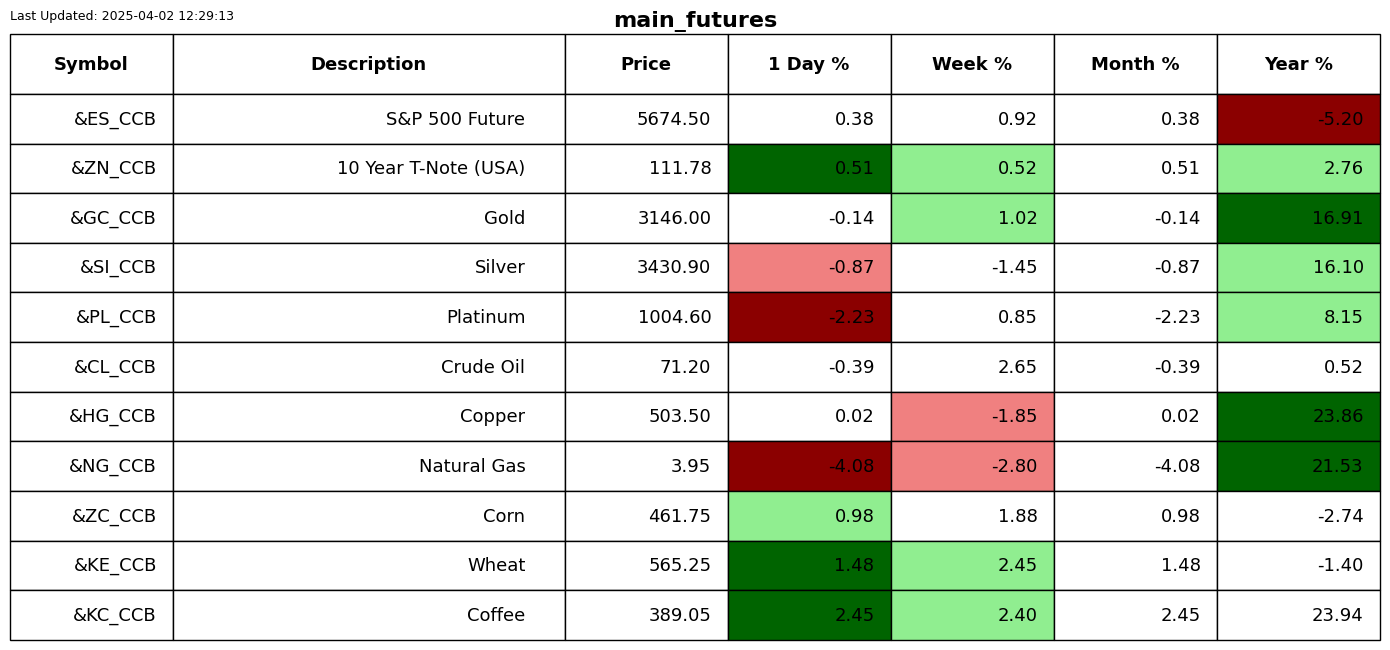 Last Updated: 2025-04-02 12:29:13
main_futures
Symbol Description Price 1 Day % Week % Month % Year %
&ES_CCB S&P 500 Future 5674.50 0.38 0.92 0.38 -5.20
&ZN_CCB 10 Year T-Note (USA) 111.78 0.51 0.52 0.51 2.76
&GC_CCB Gold 3146.00 -0.14 1.02 -0.14 16.91
&SI_CCB Silver 3430.90 -0.87 -1.45 -0.87 16.10
&PL_CCB Platinum 1004.60 -2.23 0.85 -2.23 8.15
&CL_CCB Crude Oil 71.20 -0.39 2.65 -0.39 0.52
&HG_CCB Copper 503.50 0.02 -1.85 0.02 23.86
&NG_CCB Natural Gas 3.95 -4.08 -2.80 -4.08 21.53
&ZC_CCB Corn 461.75 0.98 1.88 0.98 -2.74
&KE_CCB Wheat 565.25 1.48 2.45 1.48 -1.40
&KC_CCB Coffee 389.05 2.45 2.40 2.45 23.94